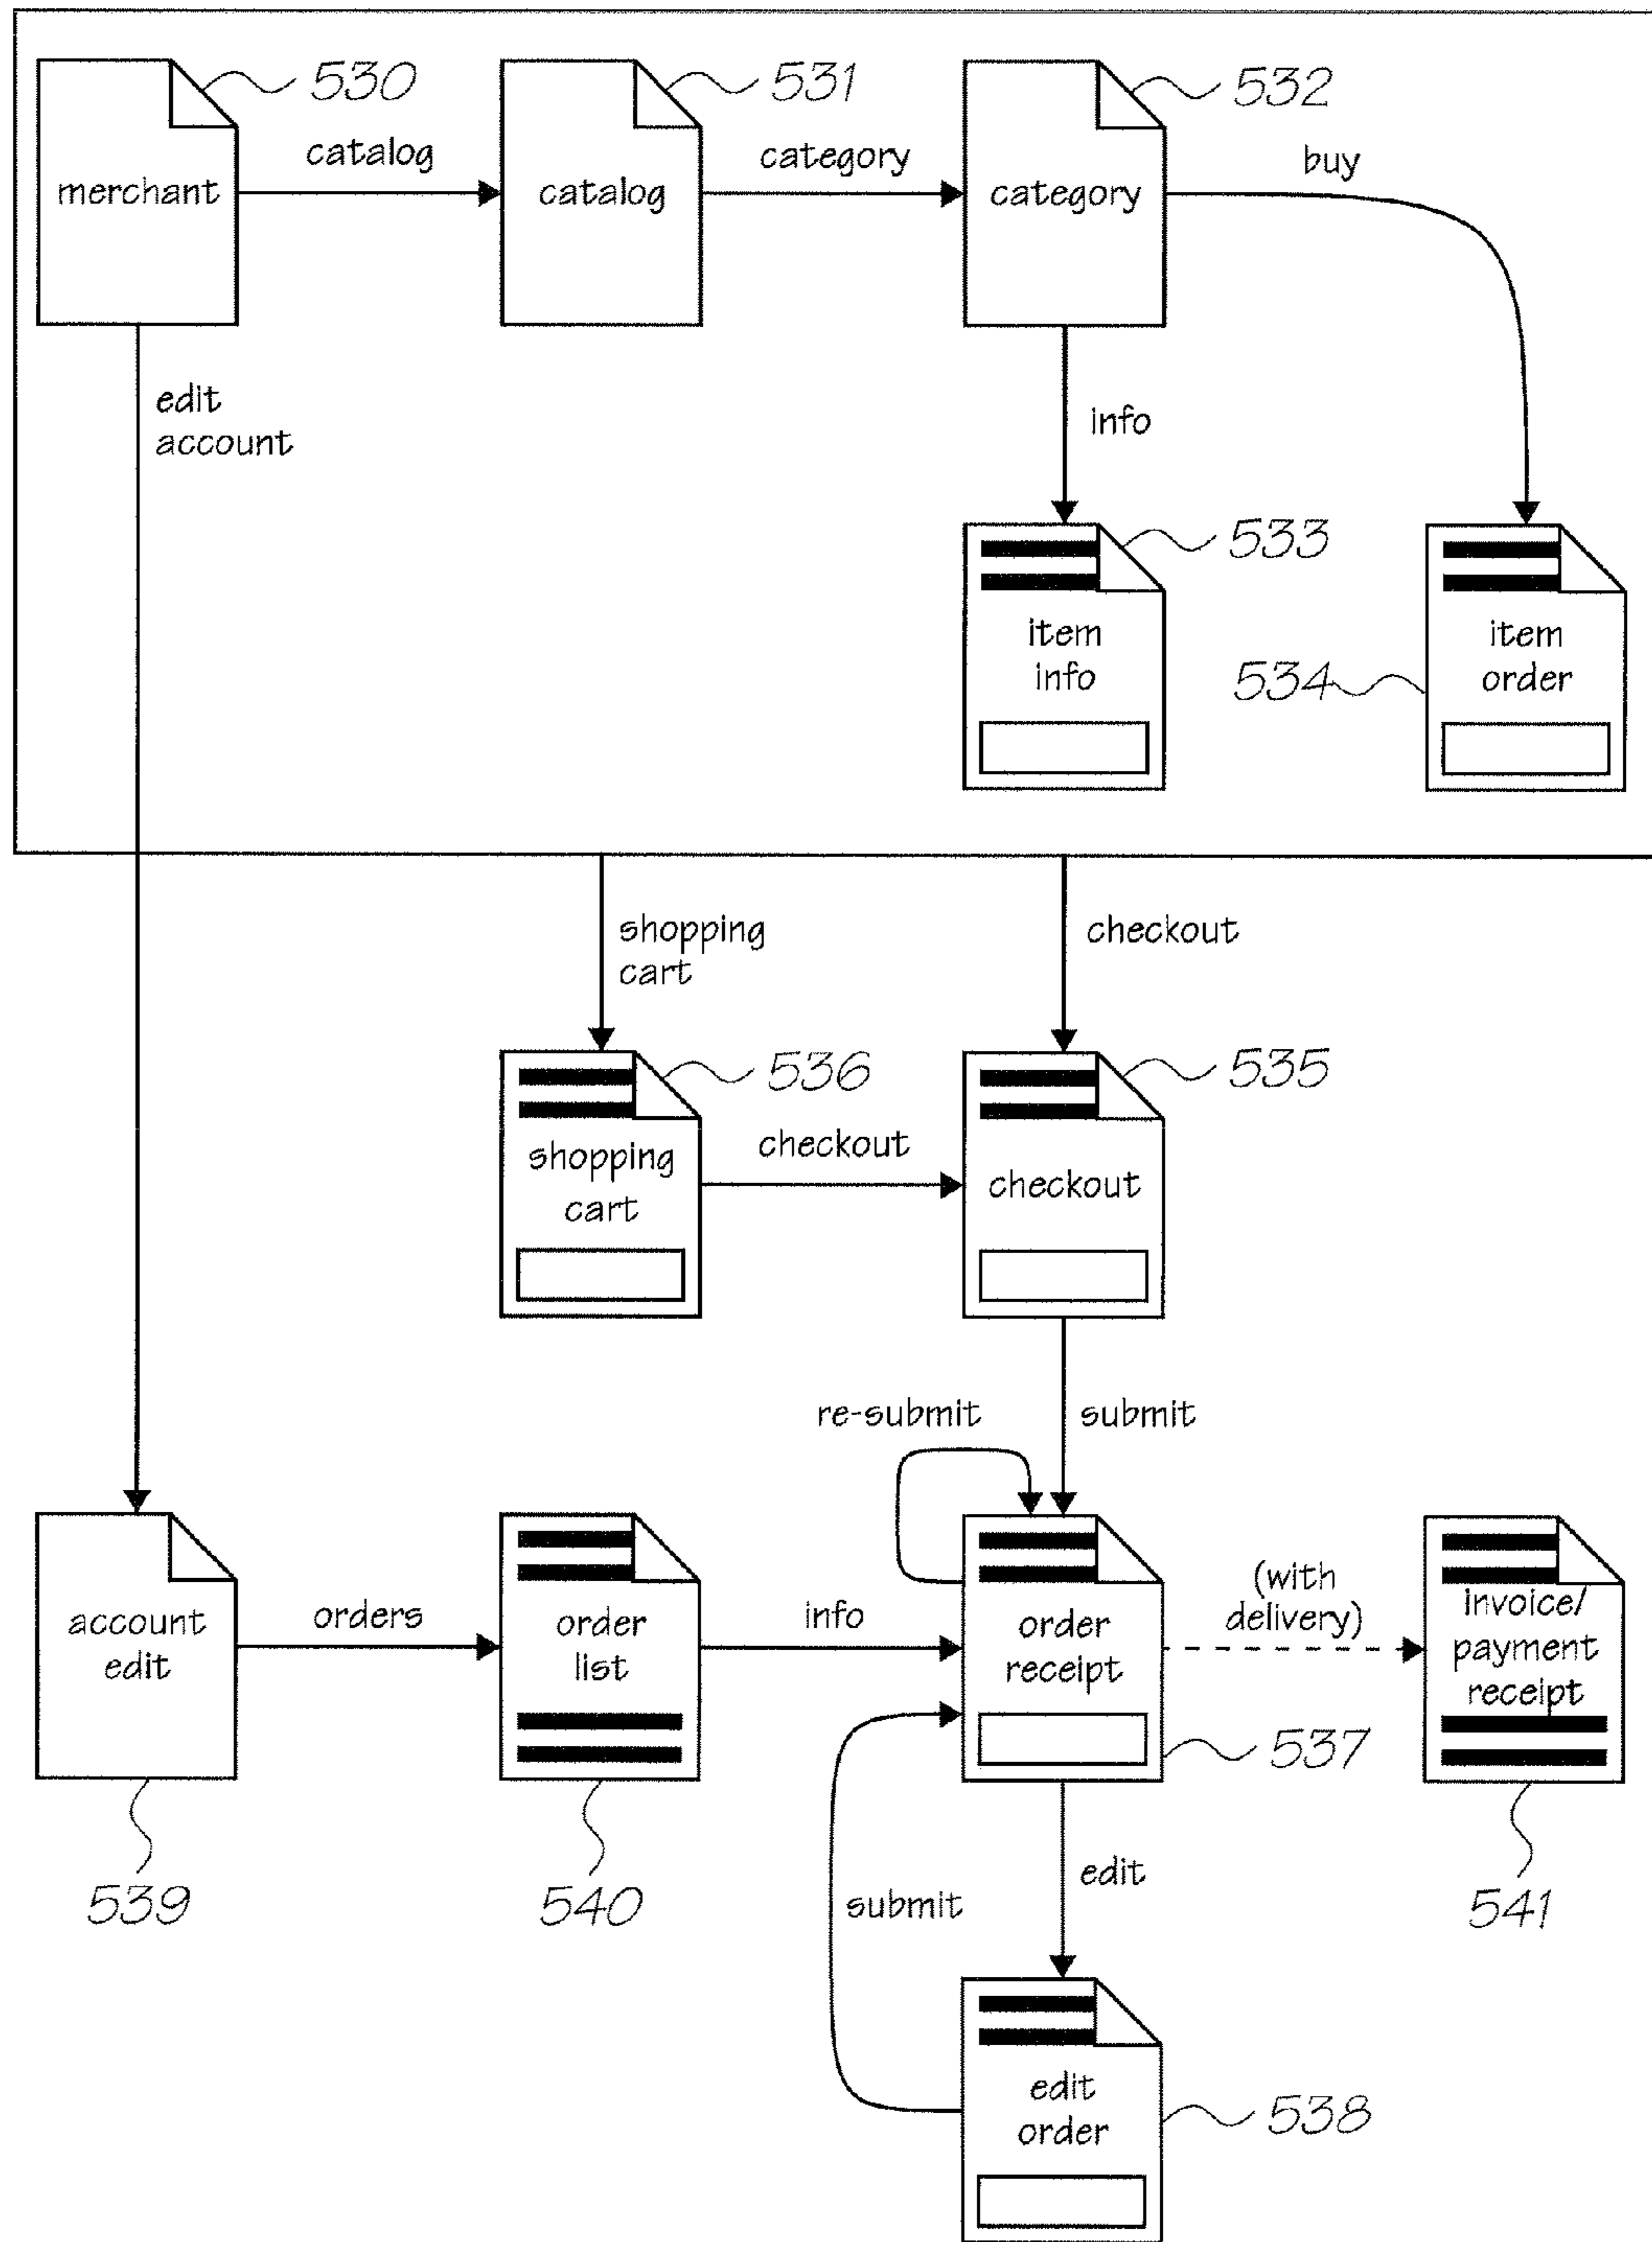 530
531
532
catalog
category
buy
merchant
catalog
category
edit
account
info
533
item
info
534
item
order
shopping
cart
checkout
536
535
shopping
cart
checkout
checkout
re-submit
submit
account
edit
orders
order
list
info
order
receipt
(with
delivery)
invoice/
payment
receipt
537
539
540
submit
edit
541
edit
order
538